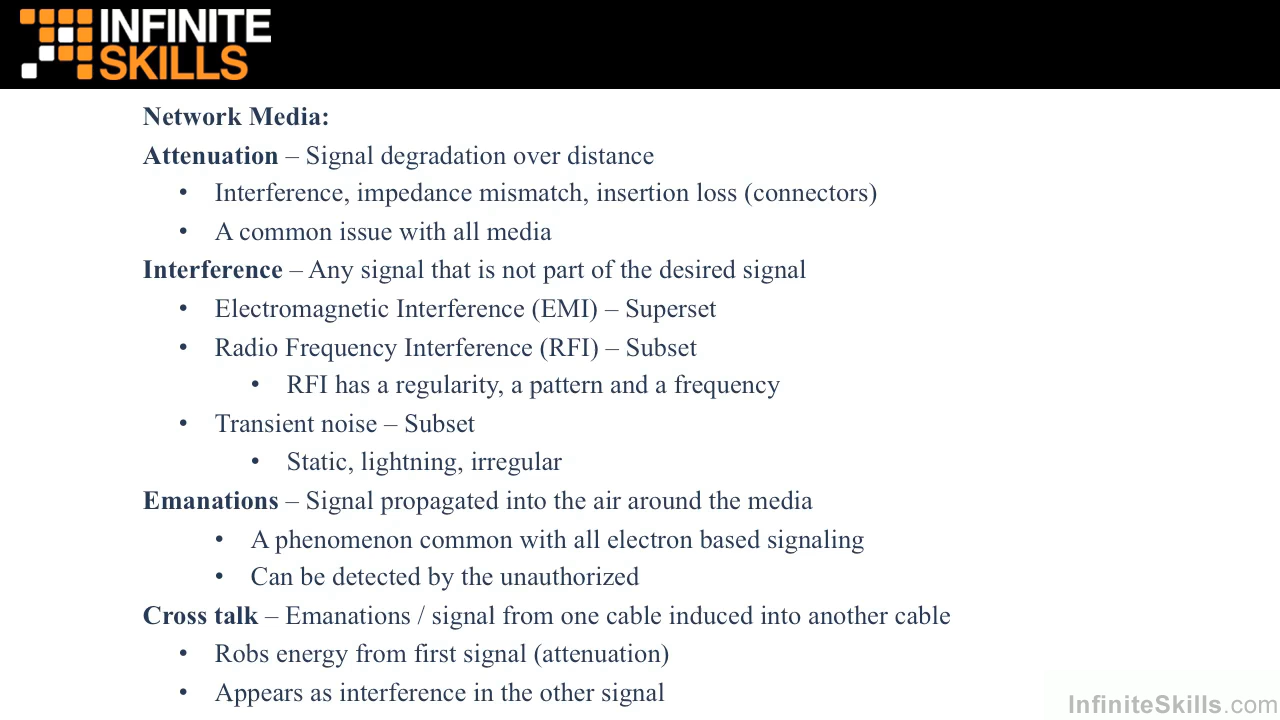 INFINITE
SKILLS
Network Media:
Attenuation – Signal degradation over distance
• Interference, impedance mismatch, insertion loss (connectors)
• A common issue with all media
Interference – Any signal that is not part of the desired signal
• Electromagnetic Interference (EMI) – Superset
• Radio Frequency Interference (RFI) – Subset
• RFI has a regularity, a pattern and a frequency
• Transient noise – Subset
• Static, lightning, irregular
Emanations – Signal propagated into the air around the media
• A phenomenon common with all electron based signaling
• Can be detected by the unauthorized
Cross talk – Emanations / signal from one cable induced into another cable
• Robs energy from first signal (attenuation)
• Appears as interference in the other signal
InfiniteSkills.com